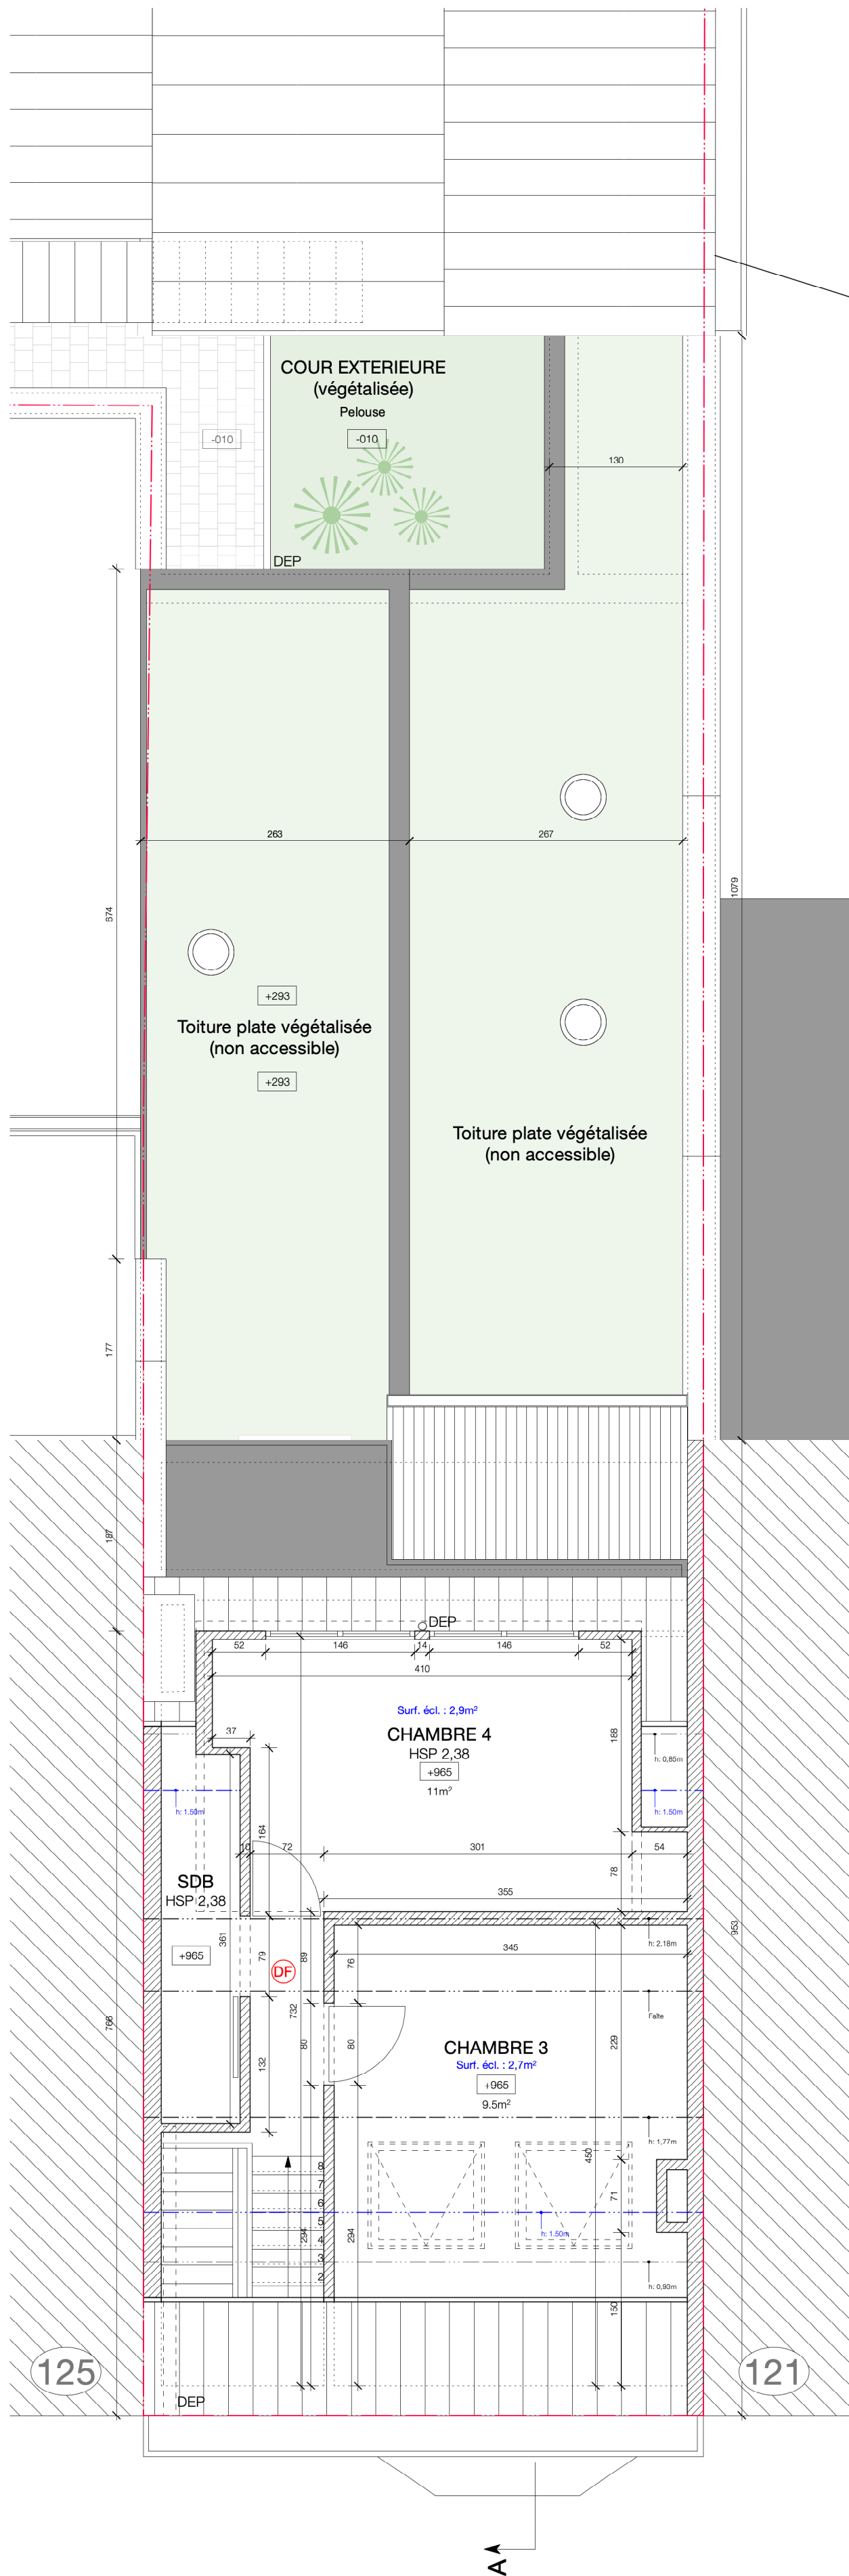 COUR EXTERIEURE
(végétalisée)
Pelouse
-010
-010
130
DEP
263
267
674
1079
+293
Toiture plate végétalisée
(non accessible)
+293
Toiture plate végétalisée
(non accessible)
177
187
DEP
52
146
14
146
52
410
Surf. écl. : 2,9m²
37
CHAMBRE 4
HSP 2,38
188
h: 0,85m
+965
11m²
h: 1.50m
h: 1.50m
164
10
72
301
54
SDB
HSP 2,38
78
355
953
361
h: 2.18m
+965
79
89
76
345
DF
732
Faîte
766
132
80
80
CHAMBRE 3
229
Surf. écl. : 2,7m²
+965
9.5m²
h: 1,77m
450
8
7
6
5
4
3
2
71
294
294
h: 1.50m
h: 0,93m
150
125
121
DEP
A